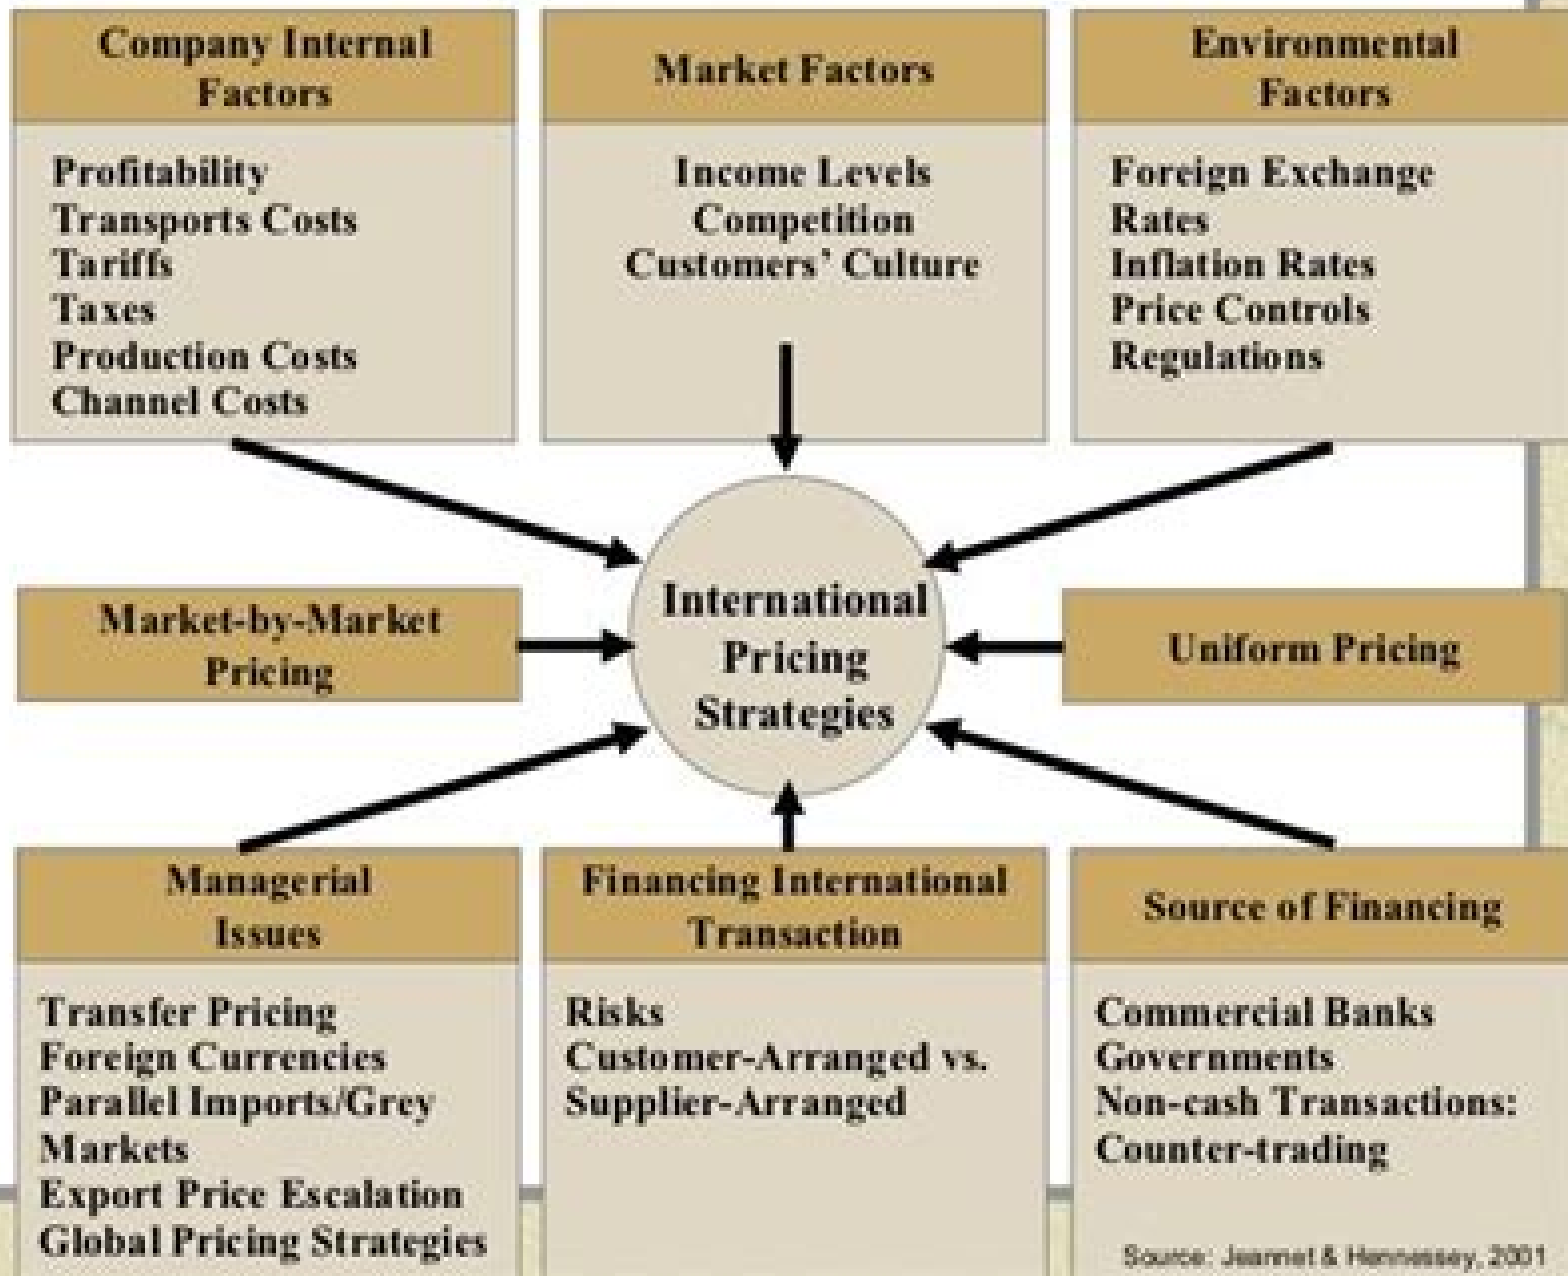 Company Internal
Factors
Profitability
Transports Costs
Tariffs
Taxes
Production Costs
Channel Costs
Market Factors
Income Levels
Competition
Customers' Culture
Environmental
Factors
Foreign Exchange
Rates
Inflation Rates
Price Controls
Regulations
Market-by-Market
Pricing
International
Pricing
Strategies
Uniform Pricing
Managerial
Issues
Transfer Pricing
Foreign Currencies
Parallel Imports/Grey
Markets
Export Price Escalation
Global Pricing Strategies
Financing International
Transaction
Risks
Customer-Arranged vs.
Supplier-Arranged
Source of Financing
Commercial Banks
Governments
Non-cash Transactions:
Counter-trading
Source: Jeannet & Hennessey, 2001